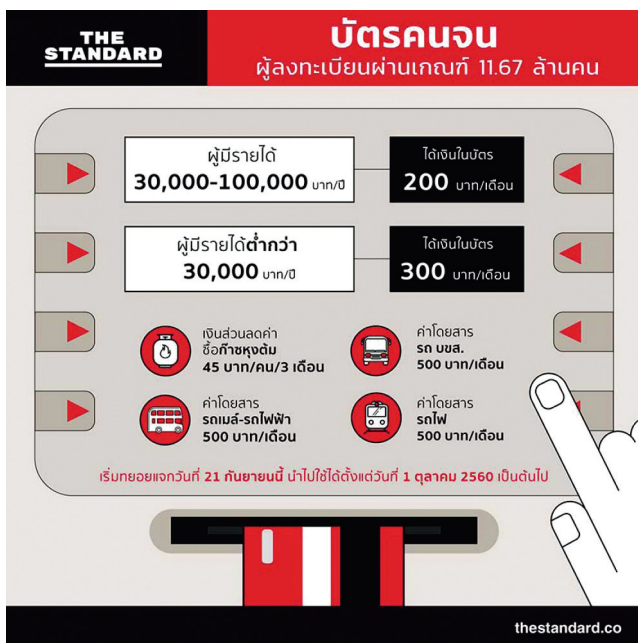 THE
STANDARD
บัตรคนจน
ผู้ลงทะเบียนผ่านเกณฑ์ 11.67 ล้านคน
ผู้มีรายได้
30,000-100,000 บาท/ปี
ได้เงินในบัตร
200 บาท/เดือน
ผู้มีรายได้ต่ำกว่า
30,000 บาท/ปี
ได้เงินในบัตร
300 บาท/เดือน
เงินส่วนลดค่า
ซื้อก๊าซหุงต้ม
45 บาท/คน/3 เดือน
ค่าโดยสาร
รถ บขส.
500 บาท/เดือน
ค่าโดยสาร
รถเมล์-รถไฟฟ้า
500 บาท/เดือน
ค่าโดยสาร
รถไฟ
500 บาท/เดือน
เริ่มทยอยแจกวันที่ 21 กันยายนนี้ นำไปใช้ได้ตั้งแต่วันที่ 1 ตุลาคม 2560 เป็นต้นไป
thestandard.co